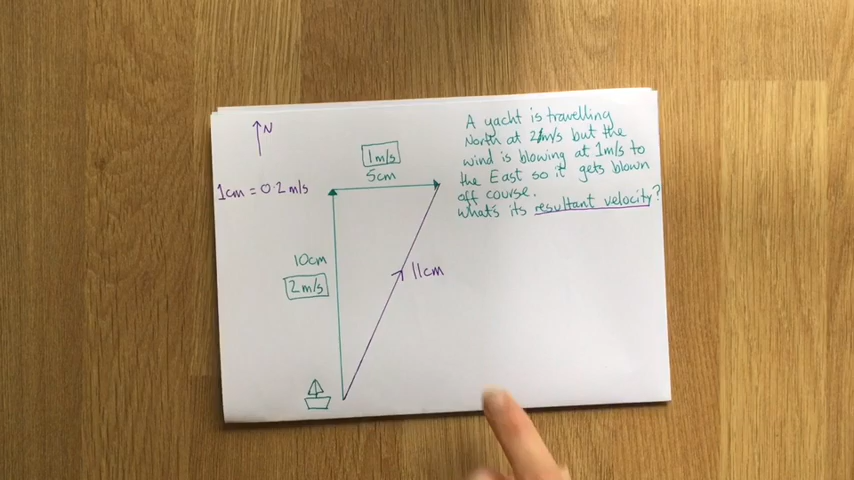 N
1cm = 0.2m/s
1m/s
5cm
10cm
2m/s
11cm
A yacht is travelling
North at 2m/s but the
wind is blowing at 1m/s to
the East so it gets blown
off course.
What's its resultant velocity?